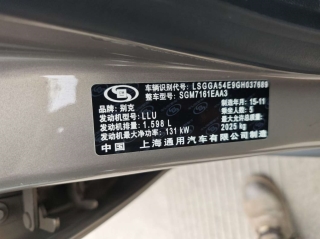 车辆识别代号: LSGGA54E9GH037686
整车型号: SGM7161EAA3
品牌: 别克
制造年月: 15-11
发动机型号: LLU
乘坐人数: 5
发动机排量: 1.598 L
最大允许总质量: 2025 kg
发动机最大净功率: 131 kW
中国 上海通用汽车有限公司制造